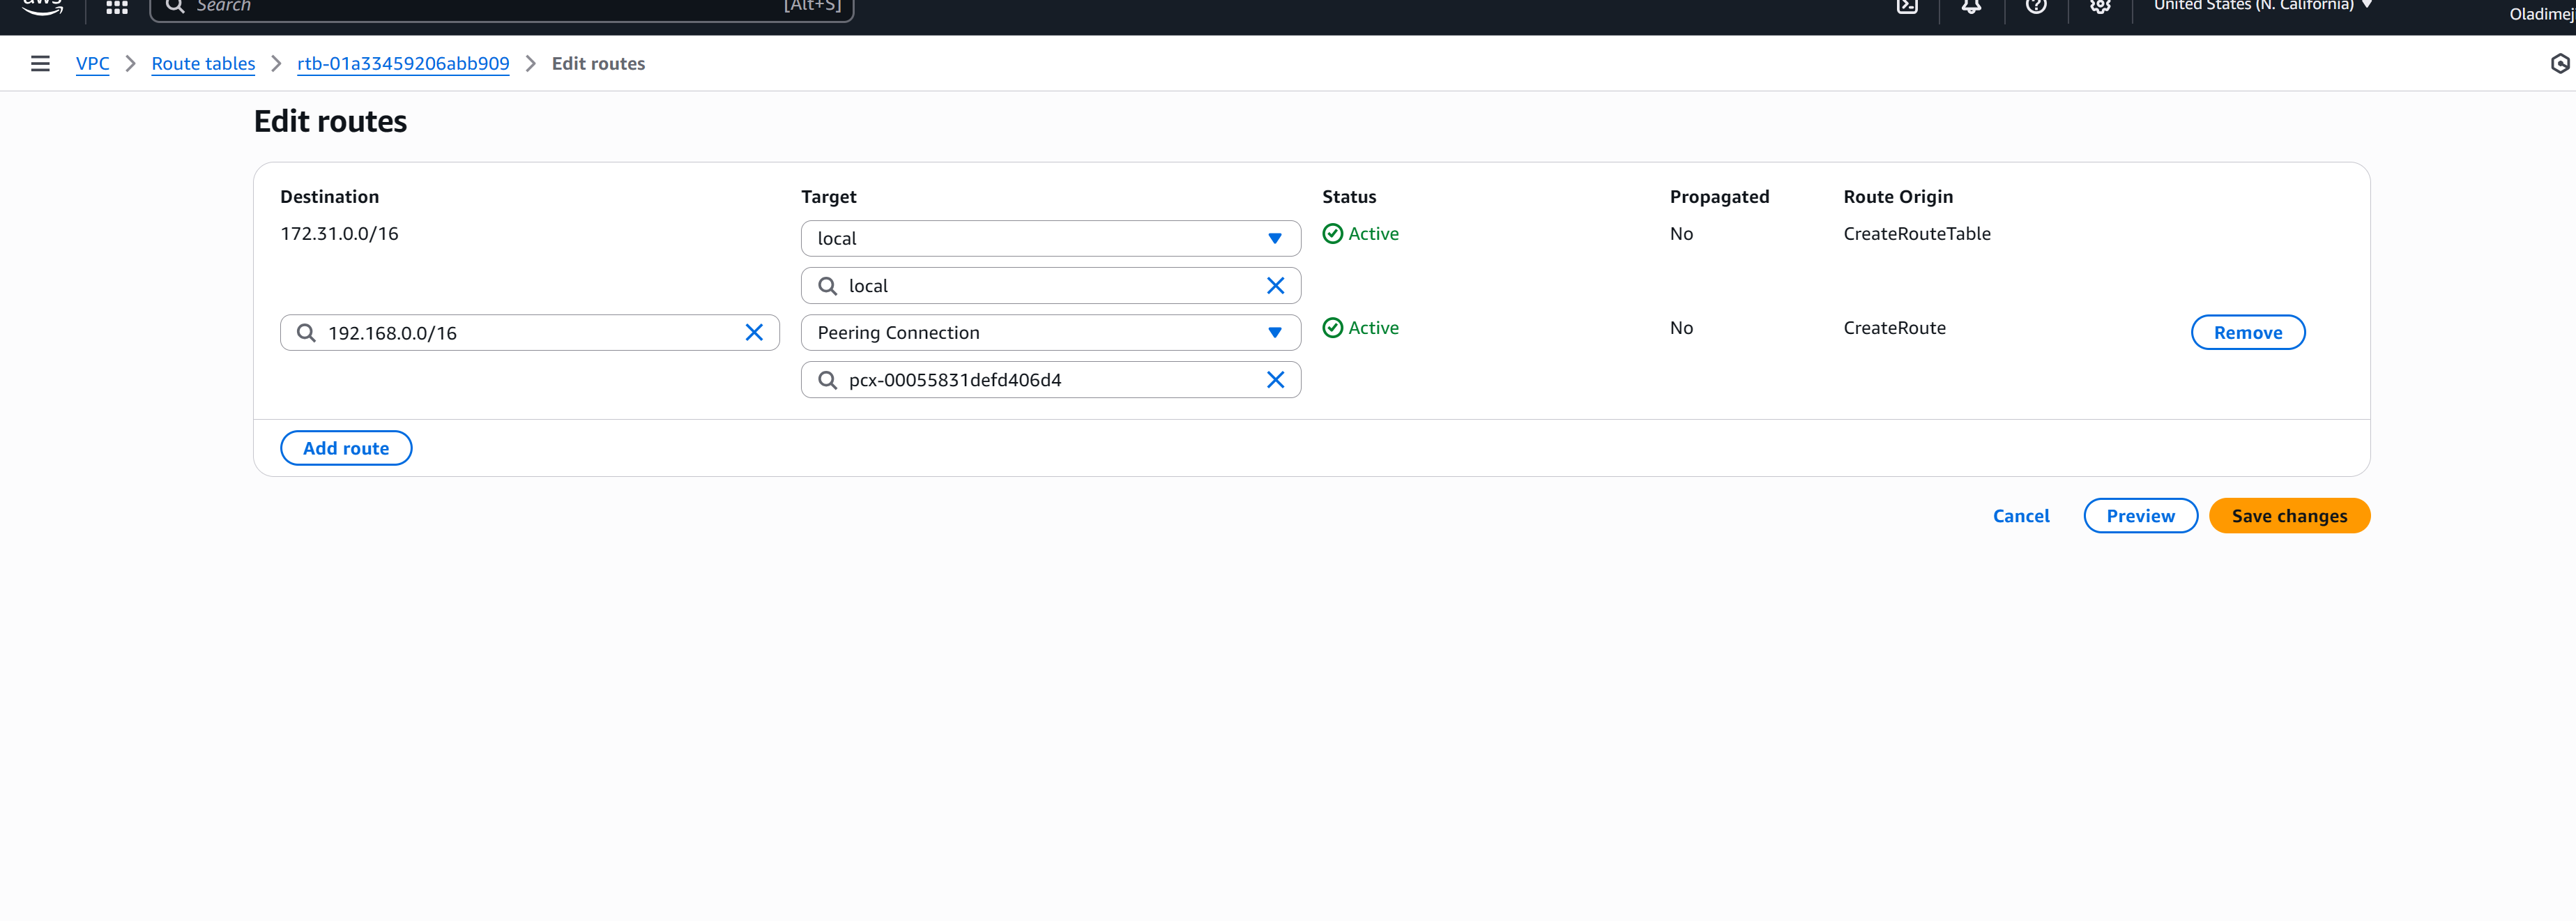 aws
Search [Alt+S]
United States (N. California)
Oladimej
VPC > Route tables > rtb-01a33459206abb909 > Edit routes
Edit routes
Destination Target Status Propagated Route Origin
172.31.0.0/16 local Active No CreateRouteTable
local
192.168.0.0/16 Peering Connection Active No CreateRoute Remove
pcx-00055831defd406d4
Add route
Cancel Preview Save changes